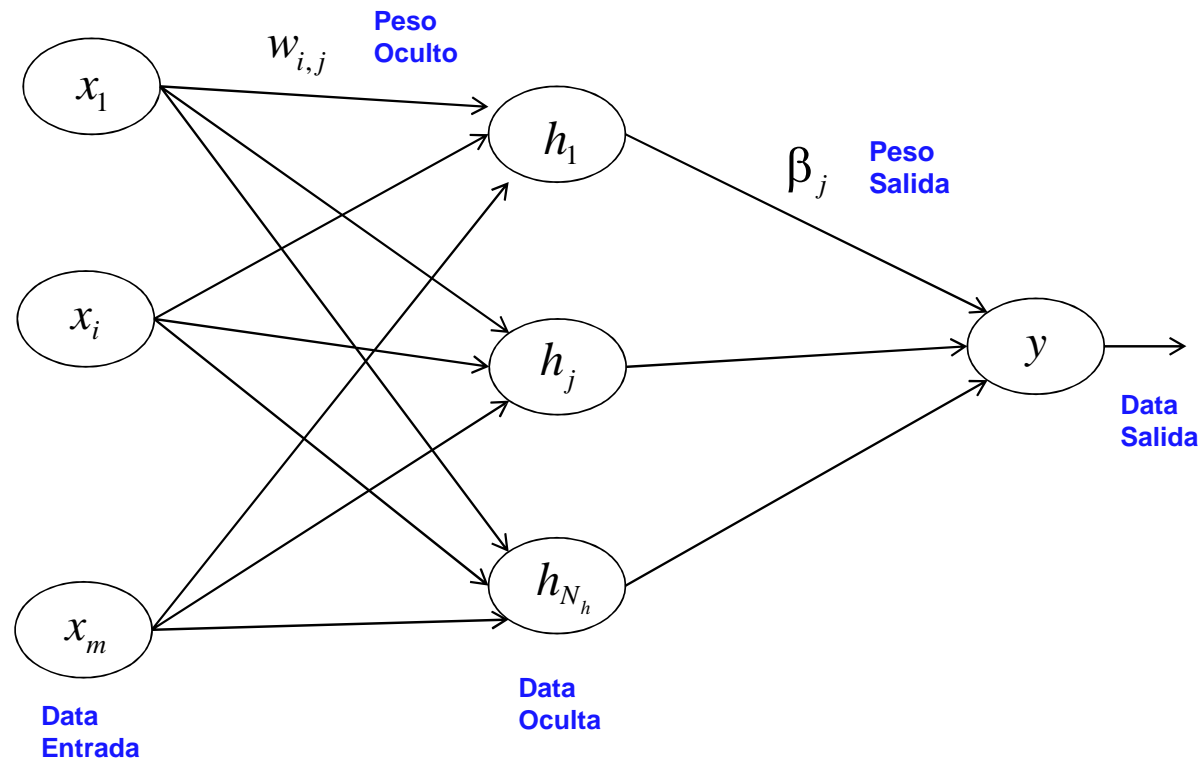 Peso
Oculto
w_{i,j}
x_1
h_1
β_j
Peso
Salida
x_i
h_j
y
Data
Salida
h_{N_h}
x_m
Data
Oculta
Data
Entrada